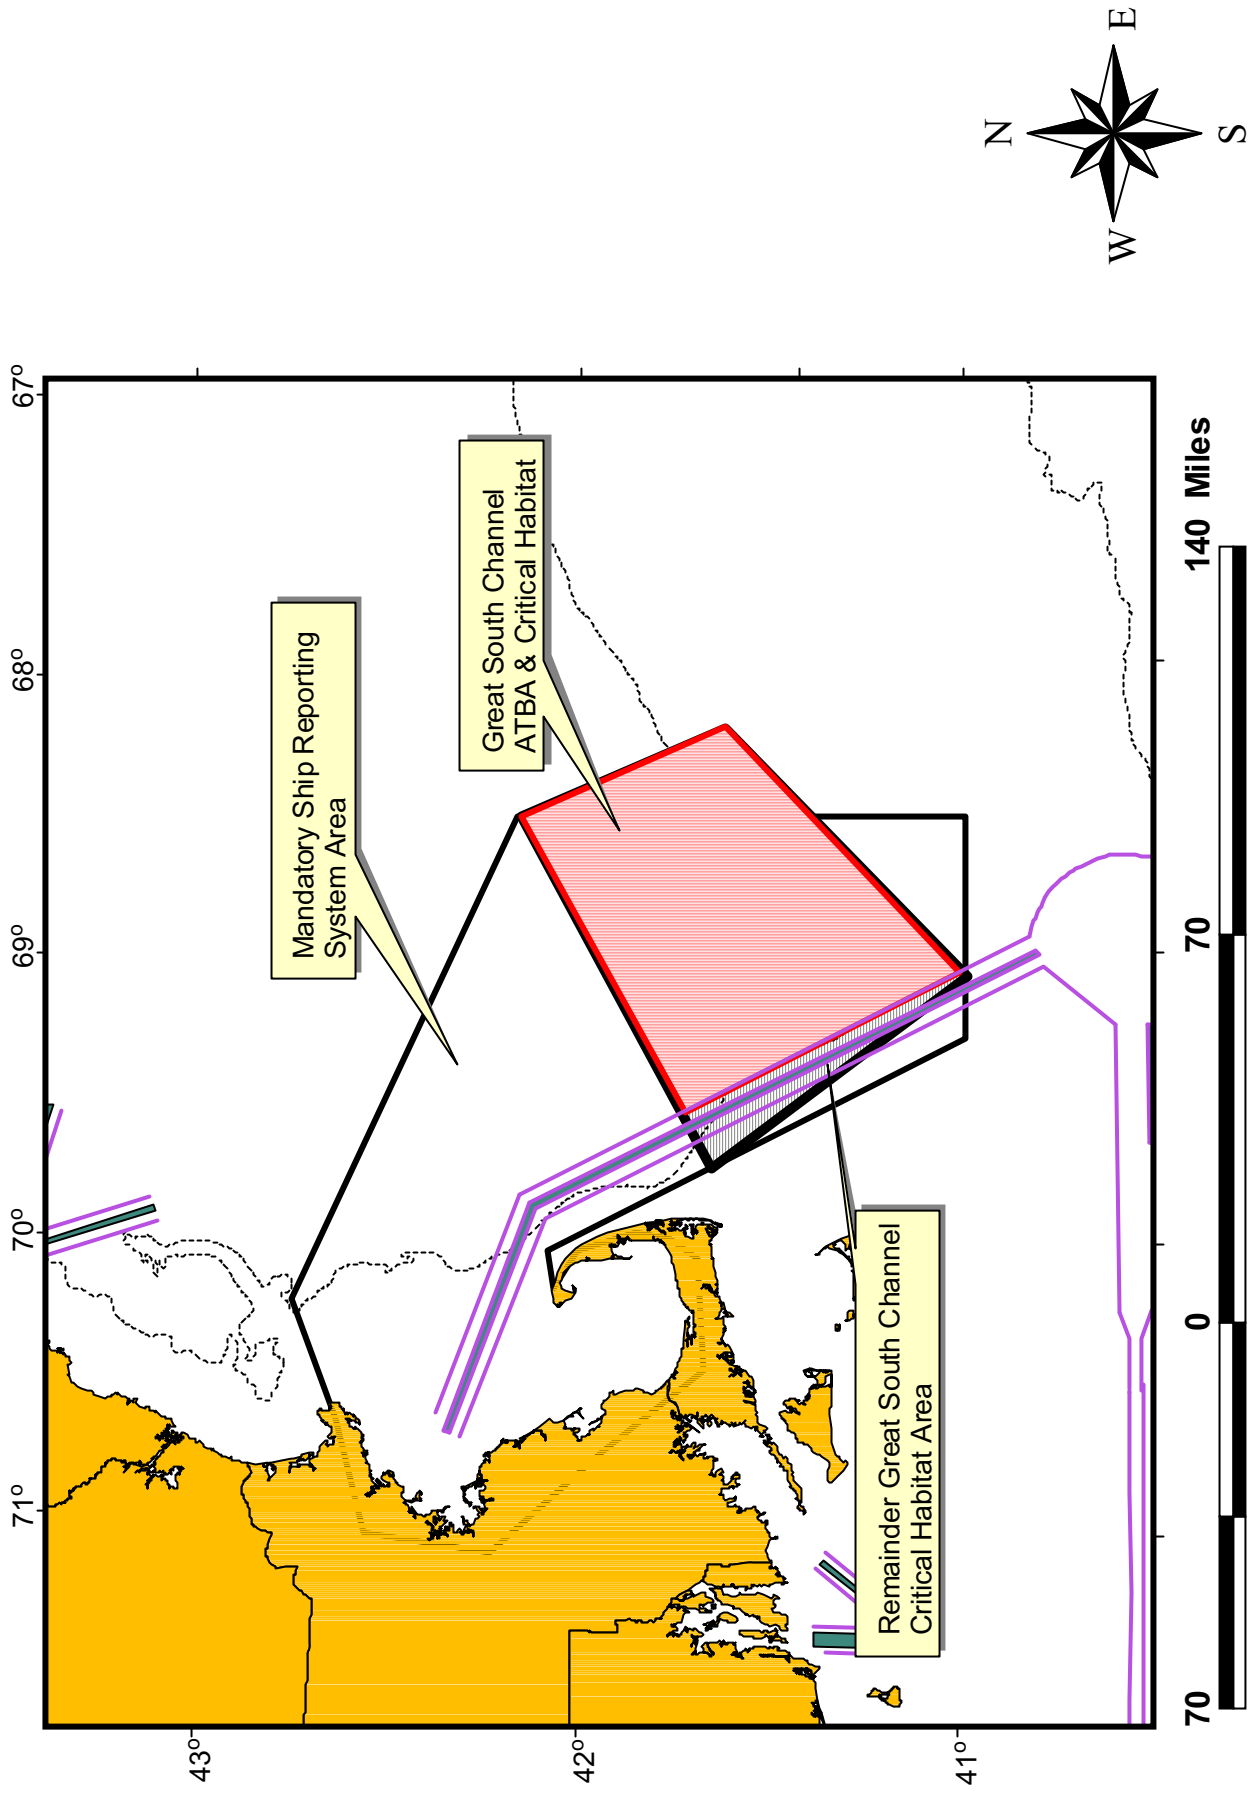 71°
70°
69°
68°
67°
43°
42°
41°
Mandatory Ship Reporting
System Area
Great South Channel
ATBA & Critical Habitat
Remainder Great South Channel
Critical Habitat Area
70
0
70
140 Miles
N
W
E
S